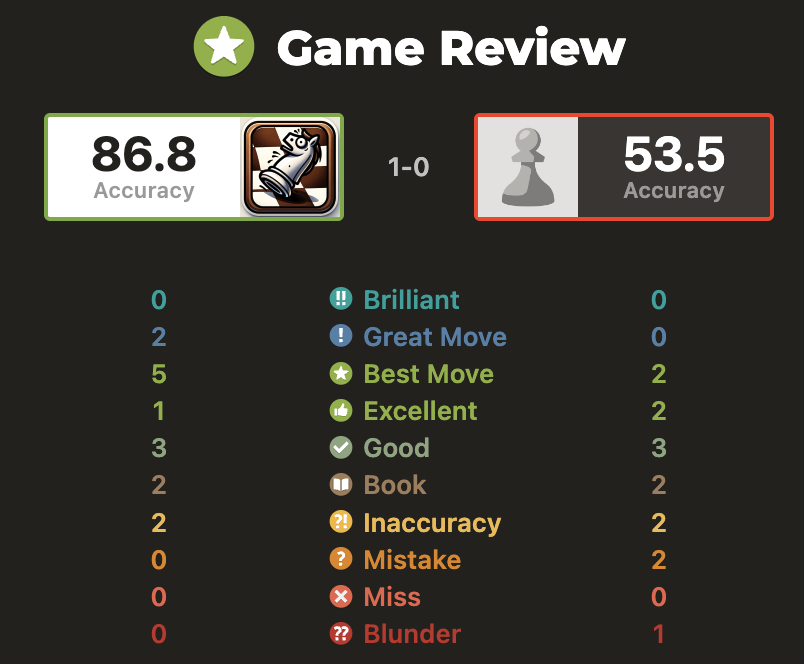 Game Review
86.8 Accuracy 1-0 53.5 Accuracy
0 !! Brilliant 0
2 ! Great Move 0
5 Best Move 2
1 Excellent 2
3 Good 3
2 Book 2
2 ?! Inaccuracy 2
0 ? Mistake 2
0 Miss 0
0 ?? Blunder 1